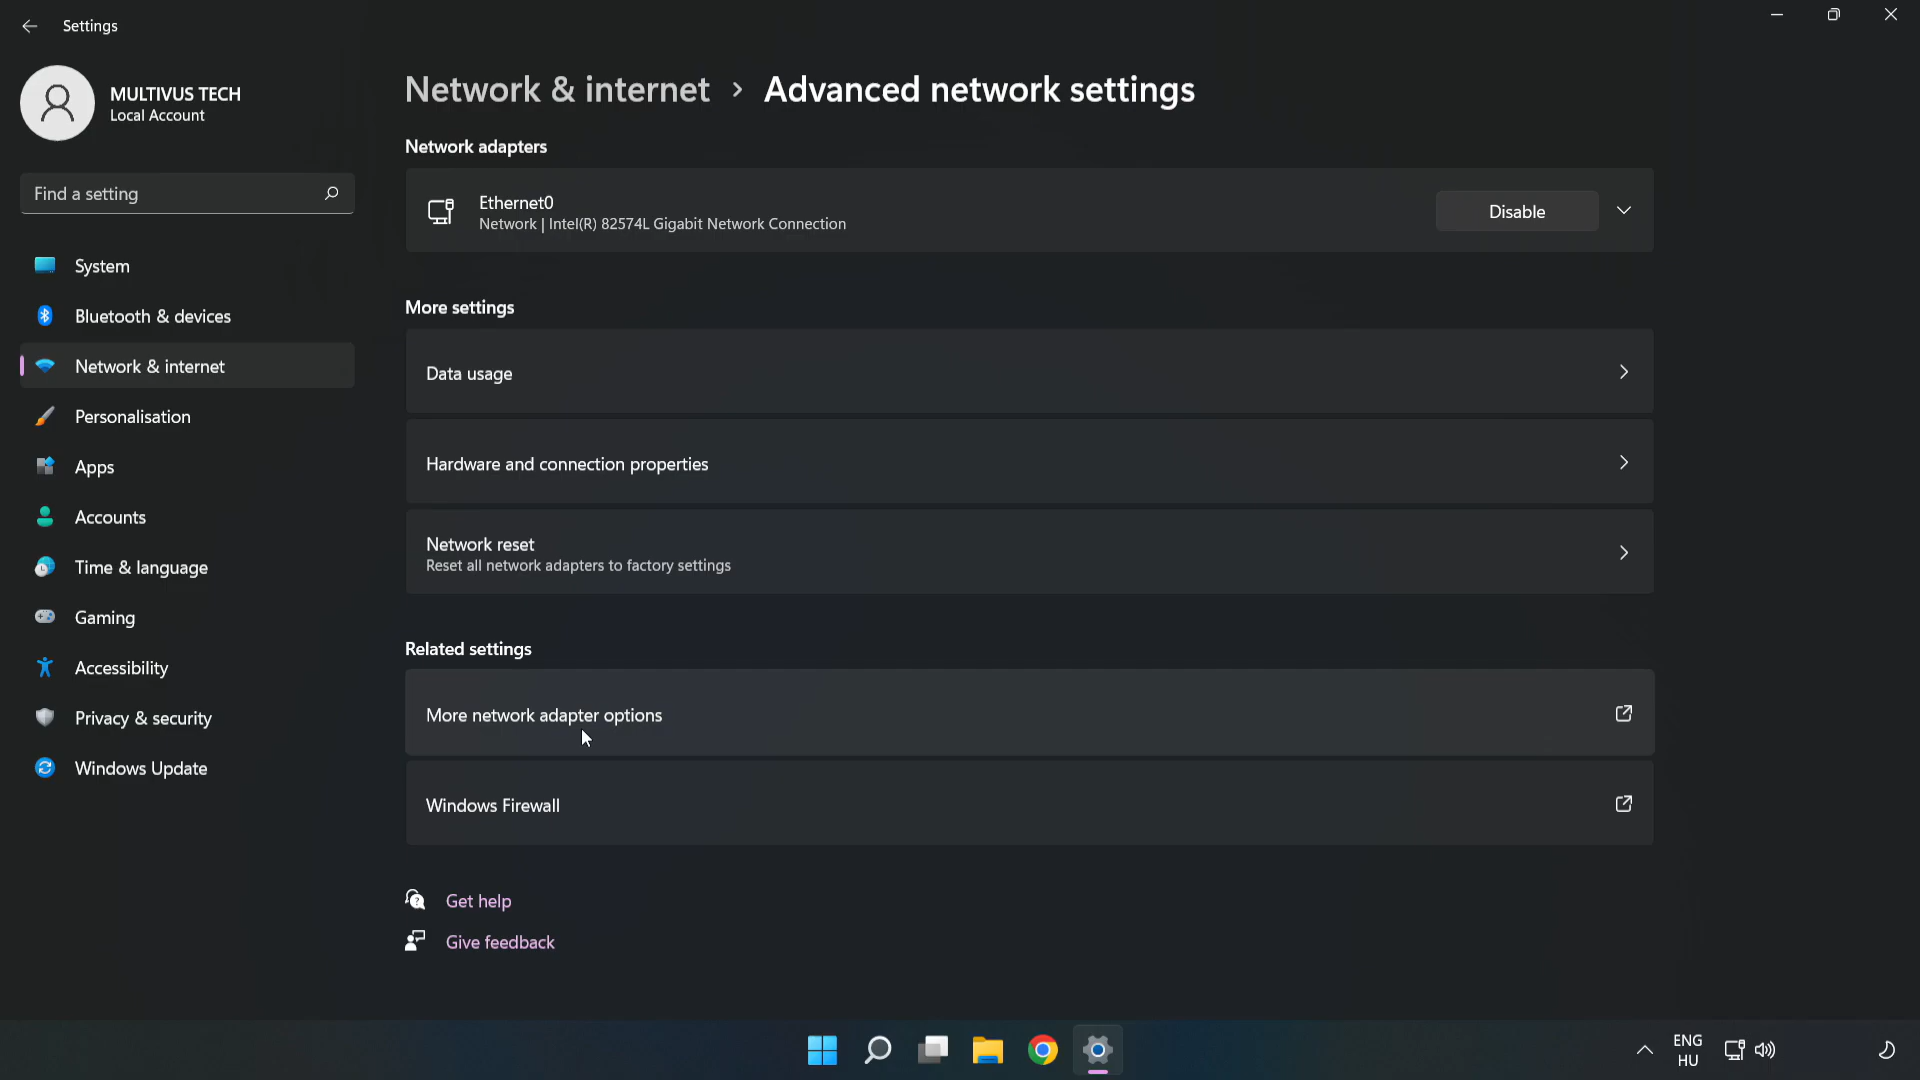 Settings
MULTIVUS TECH
Local Account
Find a setting
System
Bluetooth & devices
Network & internet
Personalisation
Apps
Accounts
Time & language
Gaming
Accessibility
Privacy & security
Windows Update
Network & internet > Advanced network settings
Network adapters
Ethernet0
Network | Intel(R) 82574L Gigabit Network Connection
Disable
More settings
Data usage
Hardware and connection properties
Network reset
Reset all network adapters to factory settings
Related settings
More network adapter options
Windows Firewall
Get help
Give feedback
ENG
HU